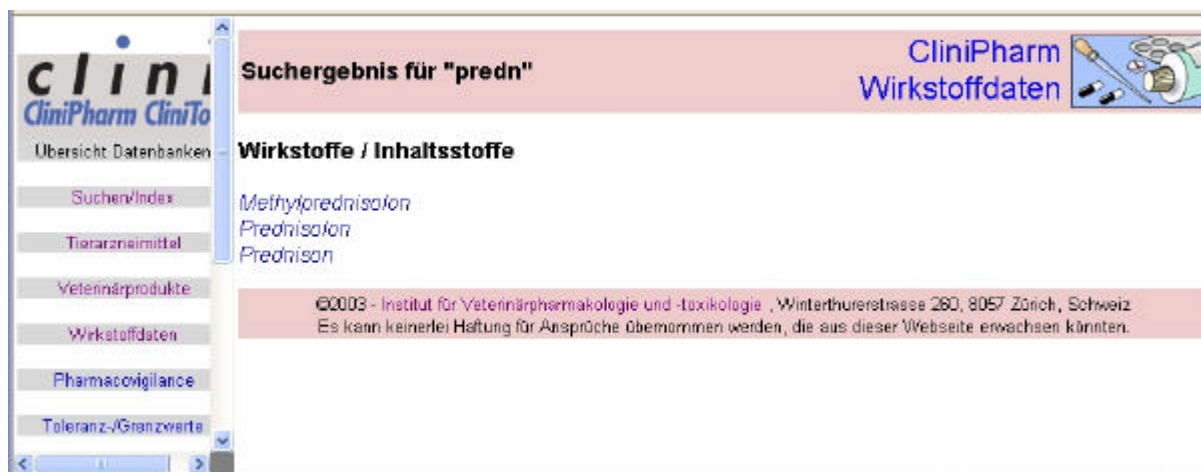 clini
CliniPharm CliniTo
Übersicht Datenbanken
Suchen/Index
Tierarzneimittel
Veterinärprodukte
Wirkstoffdaten
Pharmacovigilance
Toleranz-/Grenzwerte
Suchergebnis für "predn"
CliniPharm
Wirkstoffdaten
Wirkstoffe / Inhaltsstoffe
Methylprednisolon
Prednisolon
Prednison
©2003 - Institut für Veterinärpharmakologie und -toxikologie , Winterthurerstrasse 260, 8057 Zürich, Schweiz
Es kann keinerlei Haftung für Ansprüche übernommen werden, die aus dieser Webseite erwachsen könnten.